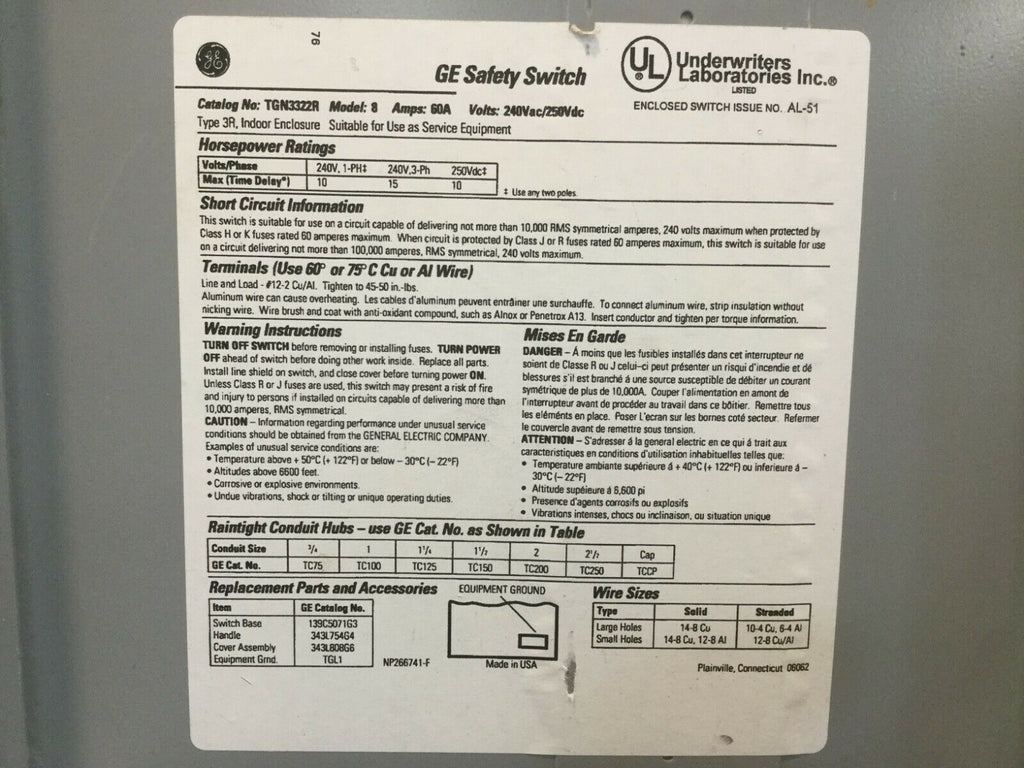 76
GE
GE Safety Switch
UL
Underwriters
Laboratories Inc.®
LISTED
ENCLOSED SWITCH ISSUE NO. AL-51
Catalog No: TGN3322R Model: 8 Amps: 60A Volts: 240Vac/250Vdc
Type 3R, Indoor Enclosure Suitable for Use as Service Equipment
Horsepower Ratings
Volts/Phase 240V, 1-PH‡ 240V,3-Ph 250Vdc‡
Max (Time Delay*) 10 15 10
‡ Use any two poles.
Short Circuit Information
This switch is suitable for use on a circuit capable of delivering not more than 10,000 RMS symmetrical amperes, 240 volts maximum when protected by
Class H or K fuses rated 60 amperes maximum. When circuit is protected by Class J or R fuses rated 60 amperes maximum, this switch is suitable for use
on a circuit delivering not more than 100,000 amperes, RMS symmetrical, 240 volts maximum.
Terminals (Use 60° or 75° C Cu or Al Wire)
Line and Load - #12-2 Cu/Al. Tighten to 45-50 in.-lbs.
Aluminum wire can cause overheating. Les cables d'aluminum peuvent entrâiner une surchauffe. To connect aluminum wire, strip insulation without
nicking wire. Wire brush and coat with anti-oxidant compound, such as Alnox or Penetrox A13. Insert conductor and tighten per torque information.
Warning Instructions
TURN OFF SWITCH before removing or installing fuses. TURN POWER
OFF ahead of switch before doing other work inside. Replace all parts.
Install line shield on switch, and close cover before turning power ON.
Unless Class R or J fuses are used, this switch may present a risk of fire
and injury to persons if installed on circuits capable of delivering more than
10,000 amperes, RMS symmetrical.
CAUTION – Information regarding performance under unusual service
conditions should be obtained from the GENERAL ELECTRIC COMPANY.
Examples of unusual service conditions are:
• Temperature above + 50°C (+ 122°F) or below – 30°C (– 22°F)
• Altitudes above 6600 feet.
• Corrosive or explosive environments.
• Undue vibrations, shock or tilting or unique operating duties.
Mises En Garde
DANGER – Á moins que les fusibles installés dans cet interrupteur ne
soient de Classe R ou J celui-ci peut présenter un risqui d'incendie et dé
blessures s'il est branché á une source susceptible de débiter un courant
symétrique de plus de 10,000A. Couper l'alimentation en amont de
l'interrupteur avant de procéder au travail dans ce bôitier. Remettre tous
les eléménts en place. Poser L'ecran sur les bornes coté secteur. Refermer
le couvercle avant de remettre sous tension.
ATTENTION – S'adresser á la general electric en ce qui á trait aux
caracteristiques en conditions d'utilisation inhabituelles telles que:
• Temperature ambiante supérieure á + 40°C (+ 122°F) ou inferieure á –
30°C (– 22°F)
• Altitude supéieure á 6,600 pi
• Presence d'agents corrosifs ou explosifs
• Vibrations intenses, chocs ou inclinaison, ou situation unique
Raintight Conduit Hubs – use GE Cat. No. as Shown in Table
Conduit Size 3/4 1 1 1/4 1 1/2 2 2 1/2 Cap
GE Cat. No. TC75 TC100 TC125 TC150 TC200 TC250 TCCP
Replacement Parts and Accessories
Item GE Catalog No.
Switch Base 139C5071G3
Handle 343L754G4
Cover Assembly 343L808G6
Equipment Grnd. TGL1
NP266741-F
EQUIPMENT GROUND
Made in USA
Wire Sizes
Type Solid Stranded
Large Holes 14-8 Cu 10-4 Cu, 6-4 Al
Small Holes 14-8 Cu, 12-8 Al 12-8 Cu/Al
Plainville, Connecticut 06062